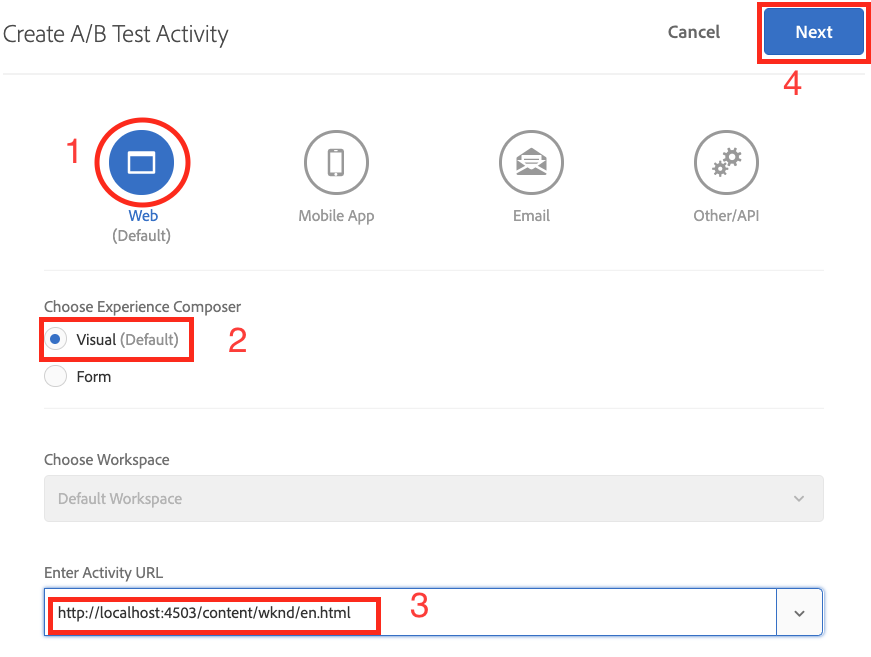 Create A/B Test Activity
Cancel
Next
4
1
Web
(Default)
Mobile App
Email
Other/API
Choose Experience Composer
Visual (Default)
2
Form
Choose Workspace
Default Workspace
Enter Activity URL
http://localhost:4503/content/wknd/en.html
3